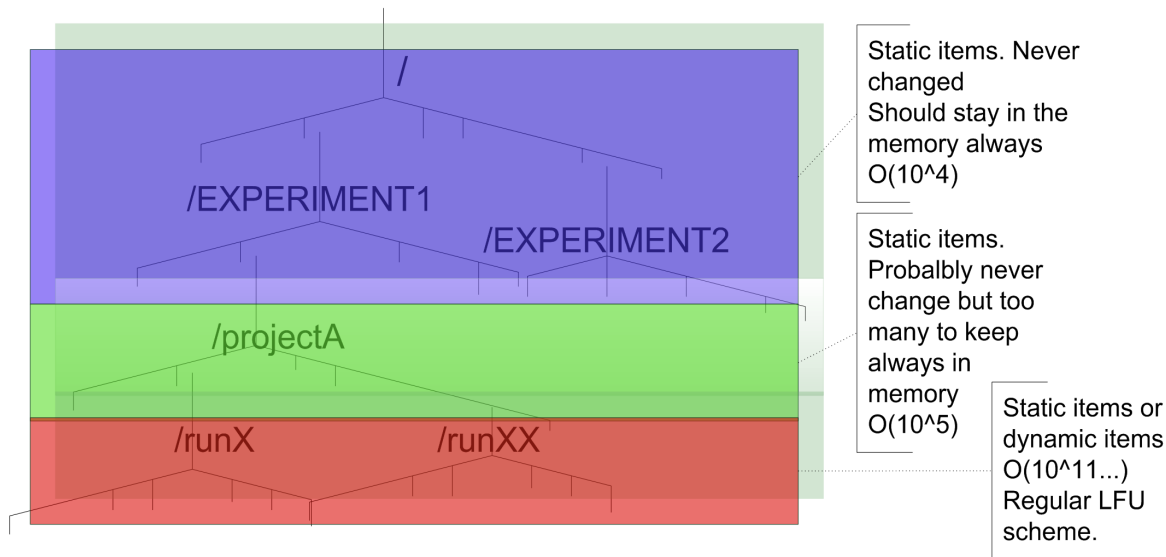 /
/EXPERIMENT1
/EXPERIMENT2
/projectA
/runX
/runXX
Static items. Never
changed
Should stay in the
memory always
O(10^4)
Static items.
Probalbly never
change but too
many to keep
always in
memory
O(10^5)
Static items or
dynamic items
O(10^11...)
Regular LFU
scheme.